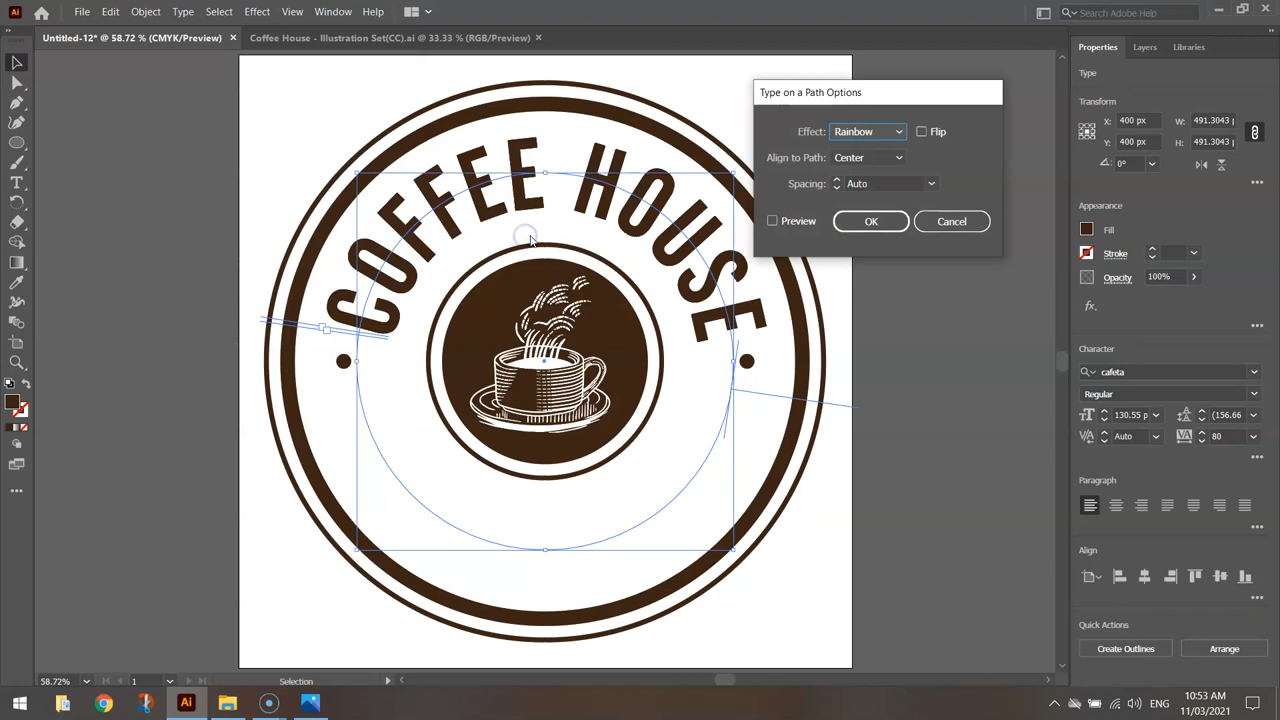 Ai File Edit Object Type Select Effect View Window Help Search Adobe Help
Untitled-12* @ 58.72 % (CMYK/Preview) × Coffee House - Illustration Set(CC).ai @ 33.33 % (RGB/Preview) ×
COFFEE HOUSE
Type on a Path Options
Effect: Rainbow Flip
Align to Path: Center
Spacing: Auto
Preview OK Cancel
Properties Layers Libraries
Type
Transform
X: 400 px W: 491.3043
Y: 400 px H: 491.3043
0°
Appearance
Fill
Stroke
Opacity 100%
fx.
Character
cafeta
Regular
130.55 p (156.66
Auto 80
Paragraph
Align
Quick Actions
Create Outlines Arrange
58.72% 1 Selection
Ai ENG 10:53 AM
11/03/2021